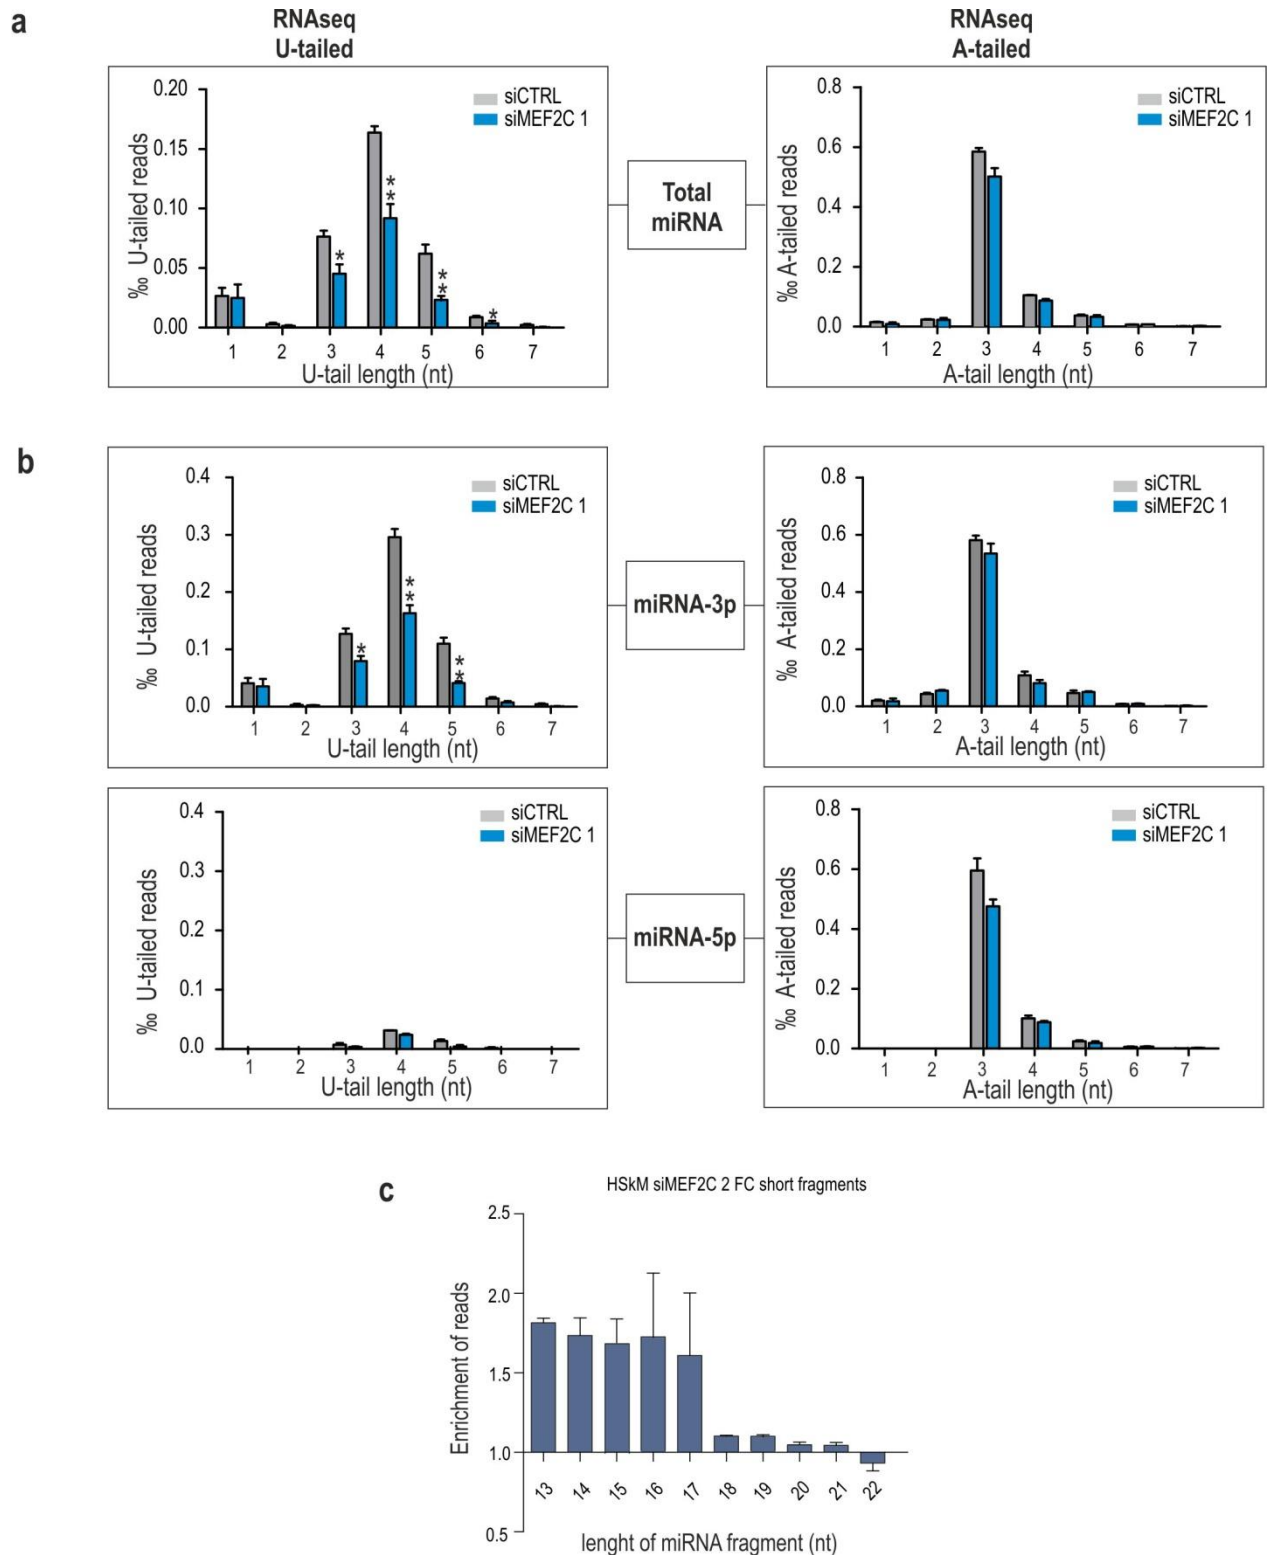 a
RNAseq
U-tailed
RNAseq
A-tailed
0.20
0.15
0.10
0.05
0.00
‰ U-tailed reads
siCTRL
siMEF2C 1
*
**
**
*
1 2 3 4 5 6 7
U-tail length (nt)
Total
miRNA
0.8
0.6
0.4
0.2
0.0
‰ A-tailed reads
siCTRL
siMEF2C 1
1 2 3 4 5 6 7
A-tail length (nt)
b
0.4
0.3
0.2
0.1
0.0
‰ U-tailed reads
siCTRL
siMEF2C 1
*
**
**
1 2 3 4 5 6 7
U-tail length (nt)
miRNA-3p
0.8
0.6
0.4
0.2
0.0
‰ A-tailed reads
siCTRL
siMEF2C 1
1 2 3 4 5 6 7
A-tail length (nt)
0.4
0.3
0.2
0.1
0.0
‰ U-tailed reads
siCTRL
siMEF2C 1
1 2 3 4 5 6 7
U-tail length (nt)
miRNA-5p
0.8
0.6
0.4
0.2
0.0
‰ A-tailed reads
siCTRL
siMEF2C 1
1 2 3 4 5 6 7
A-tail length (nt)
c
HSkM siMEF2C 2 FC short fragments
2.5
2.0
1.5
1.0
0.5
Enrichment of reads
13 14 15 16 17 18 19 20 21 22
lenght of miRNA fragment (nt)